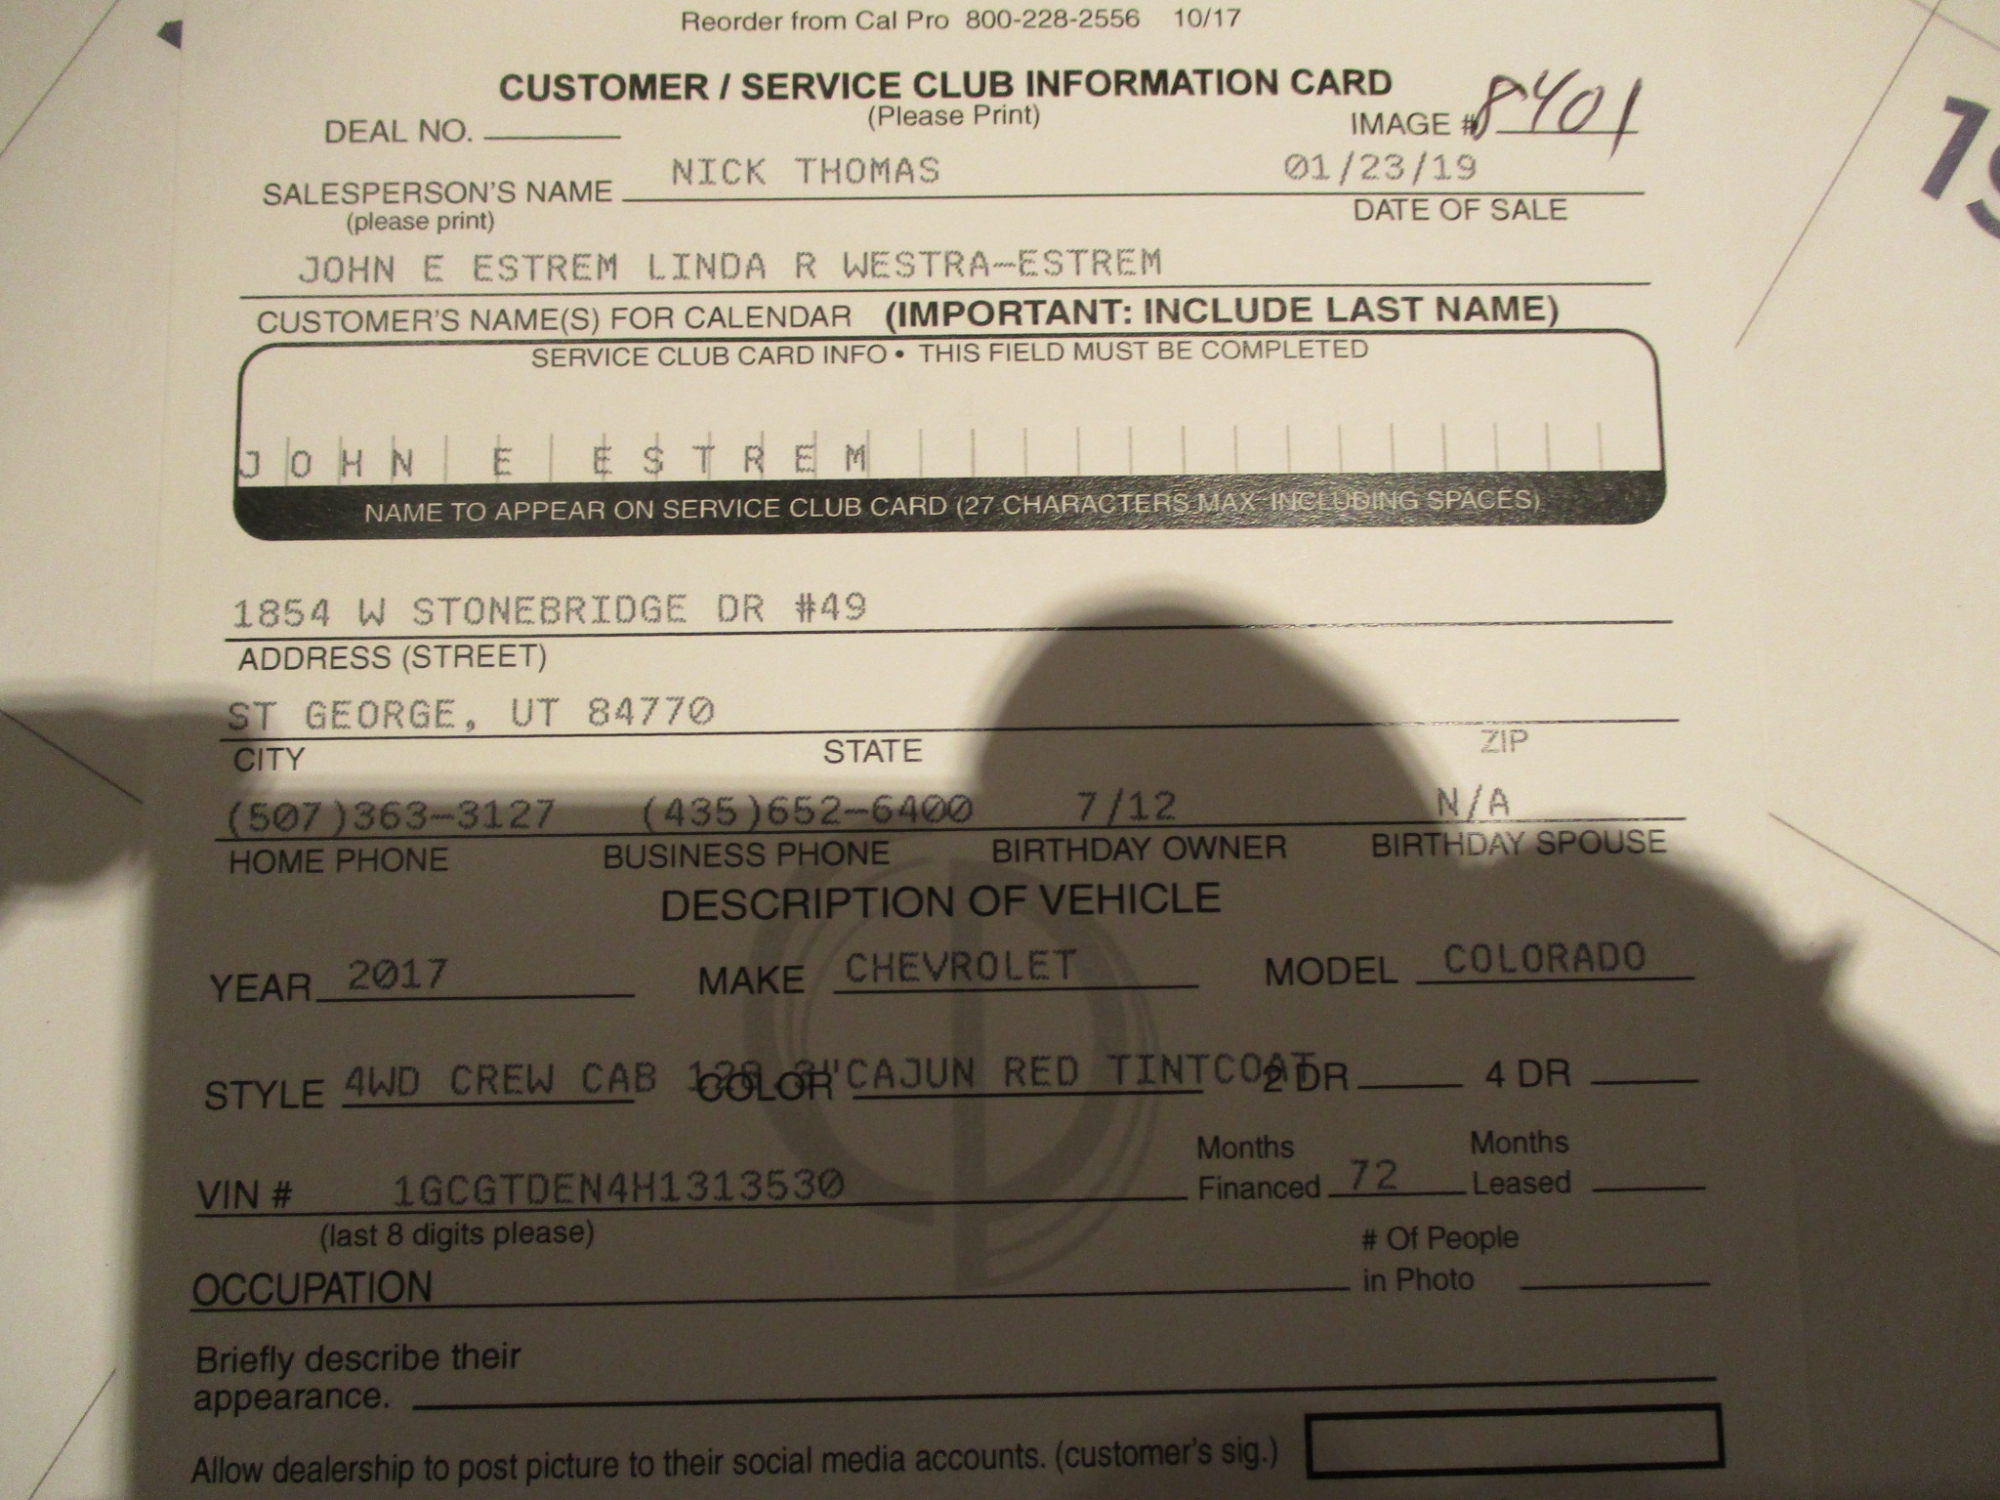 Reorder from Cal Pro 800-228-2556 10/17
CUSTOMER / SERVICE CLUB INFORMATION CARD
(Please Print)
DEAL NO. IMAGE # 8401
SALESPERSON'S NAME NICK THOMAS 01/23/19
(please print) DATE OF SALE
JOHN E ESTREM LINDA R WESTRA-ESTREM
CUSTOMER'S NAME(S) FOR CALENDAR (IMPORTANT: INCLUDE LAST NAME)
SERVICE CLUB CARD INFO • THIS FIELD MUST BE COMPLETED
JOHN E ESTREM
NAME TO APPEAR ON SERVICE CLUB CARD (27 CHARACTERS MAX INCLUDING SPACES)
1854 W STONEBRIDGE DR #49
ADDRESS (STREET)
ST GEORGE, UT 84770
CITY STATE ZIP
(507)363-3127 (435)652-6400 7/12 N/A
HOME PHONE BUSINESS PHONE BIRTHDAY OWNER BIRTHDAY SPOUSE
DESCRIPTION OF VEHICLE
YEAR 2017 MAKE CHEVROLET MODEL COLORADO
STYLE 4WD CREW CAB COLOR CAJUN RED TINTCOAT 2 DR 4 DR
VIN # 1GCGTDEN4H1313530 Months Financed 72 Months Leased
(last 8 digits please)
OCCUPATION # Of People in Photo
Briefly describe their
appearance.
Allow dealership to post picture to their social media accounts. (customer's sig.)